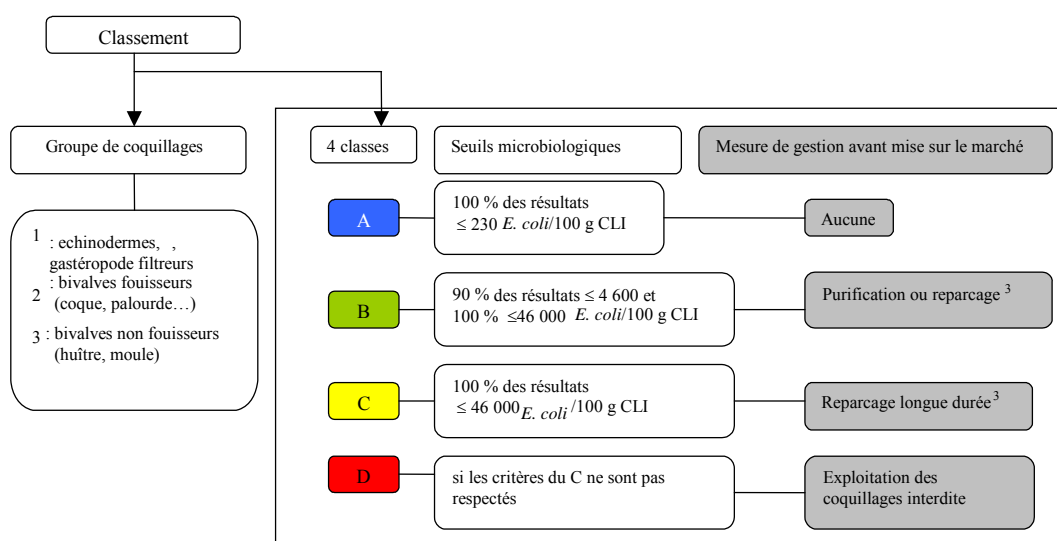 Classement
Groupe de coquillages
1 : echinodermes, ,
gastéropode filtreurs
2 : bivalves fouisseurs
(coque, palourde…)
3 : bivalves non fouisseurs
(huître, moule)
4 classes
Seuils microbiologiques
Mesure de gestion avant mise sur le marché
A
100 % des résultats
≤ 230 E. coli/100 g CLI
Aucune
B
90 % des résultats ≤ 4 600 et
100 % ≤46 000 E. coli/100 g CLI
Purification ou reparcage 3
C
100 % des résultats
≤ 46 000 E. coli /100 g CLI
Reparcage longue durée 3
D
si les critères du C ne sont pas
respectés
Exploitation des
coquillages interdite